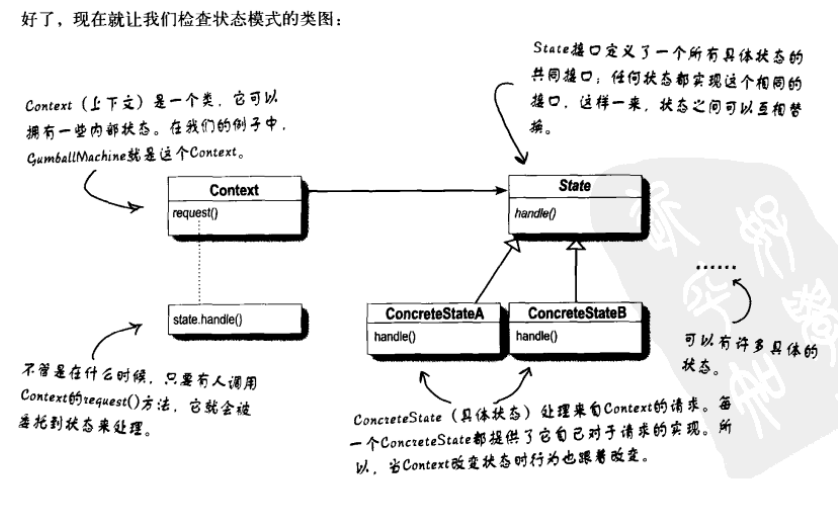 好了，现在就让我们检查状态模式的类图：
State接口定义了一个所有具体状态的
共同接口；任何状态都实现这个相同的
接口，这样一来，状态之间可以互相替
换。
Context（上下文）是一个类，它可以
拥有一些内部状态。在我们的例子中，
GumballMachine就是这个Context。
Context
request()
State
handle()
......
state.handle()
ConcreteStateA
handle()
ConcreteStateB
handle()
可以有许多具体的
状态。
不管是在什么时候，只要有人调用
Context的request()方法，它就会被
委托到状态来处理。
ConcreteState（具体状态）处理来自Context的请求。每
一个ConcreteState都提供了它自己对于请求的实现。所
以，当Context改变状态时行为也跟着改变。